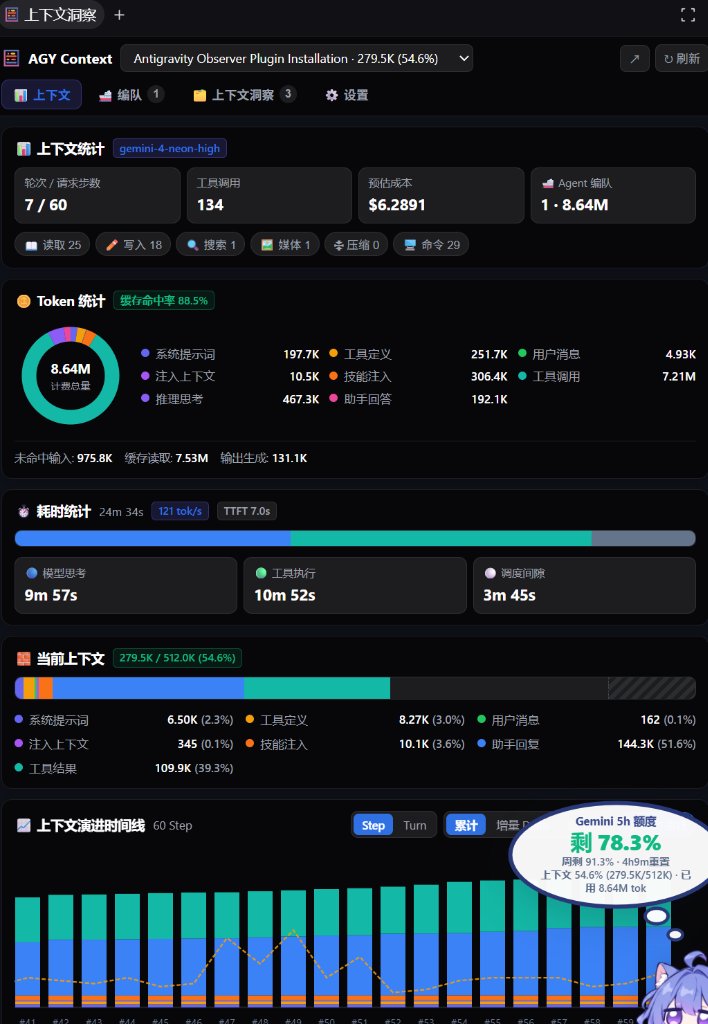 上下文洞察 +
AGY Context Antigravity Observer Plugin Installation · 279.5K (54.6%) ↗ ↻ 刷新
上下文 编队 1 上下文洞察 3 设置
上下文统计 gemini-4-neon-high
轮次 / 请求步数 工具调用 预估成本 Agent 编队
7 / 60 134 $6.2891 1 · 8.64M
读取 25 写入 18 搜索 1 媒体 1 压缩 0 命令 29
Token 统计 缓存命中率 88.5%
8.64M
计费总量
系统提示词 197.7K 工具定义 251.7K 用户消息 4.93K
注入上下文 10.5K 技能注入 306.4K 工具调用 7.21M
推理思考 467.3K 助手回答 192.1K
未命中输入: 975.8K 缓存读取: 7.53M 输出生成: 131.1K
耗时统计 24m 34s 121 tok/s TTFT 7.0s
模型思考 工具执行 调度间隙
9m 57s 10m 52s 3m 45s
当前上下文 279.5K / 512.0K (54.6%)
系统提示词 6.50K (2.3%) 工具定义 8.27K (3.0%) 用户消息 162 (0.1%)
注入上下文 345 (0.1%) 技能注入 10.1K (3.6%) 助手回复 144.3K (51.6%)
工具结果 109.9K (39.3%)
上下文演进时间线 60 Step Step Turn 累计 增量
Gemini 5h 额度
剩 78.3%
周剩 91.3% · 4h9m重置
上下文 54.6% (279.5K/512K) · 已
用 8.64M tok
#41 #42 #43 #44 #45 #46 #47 #48 #49 #50 #51 #52 #53 #54 #55 #56 #57 #58 #59